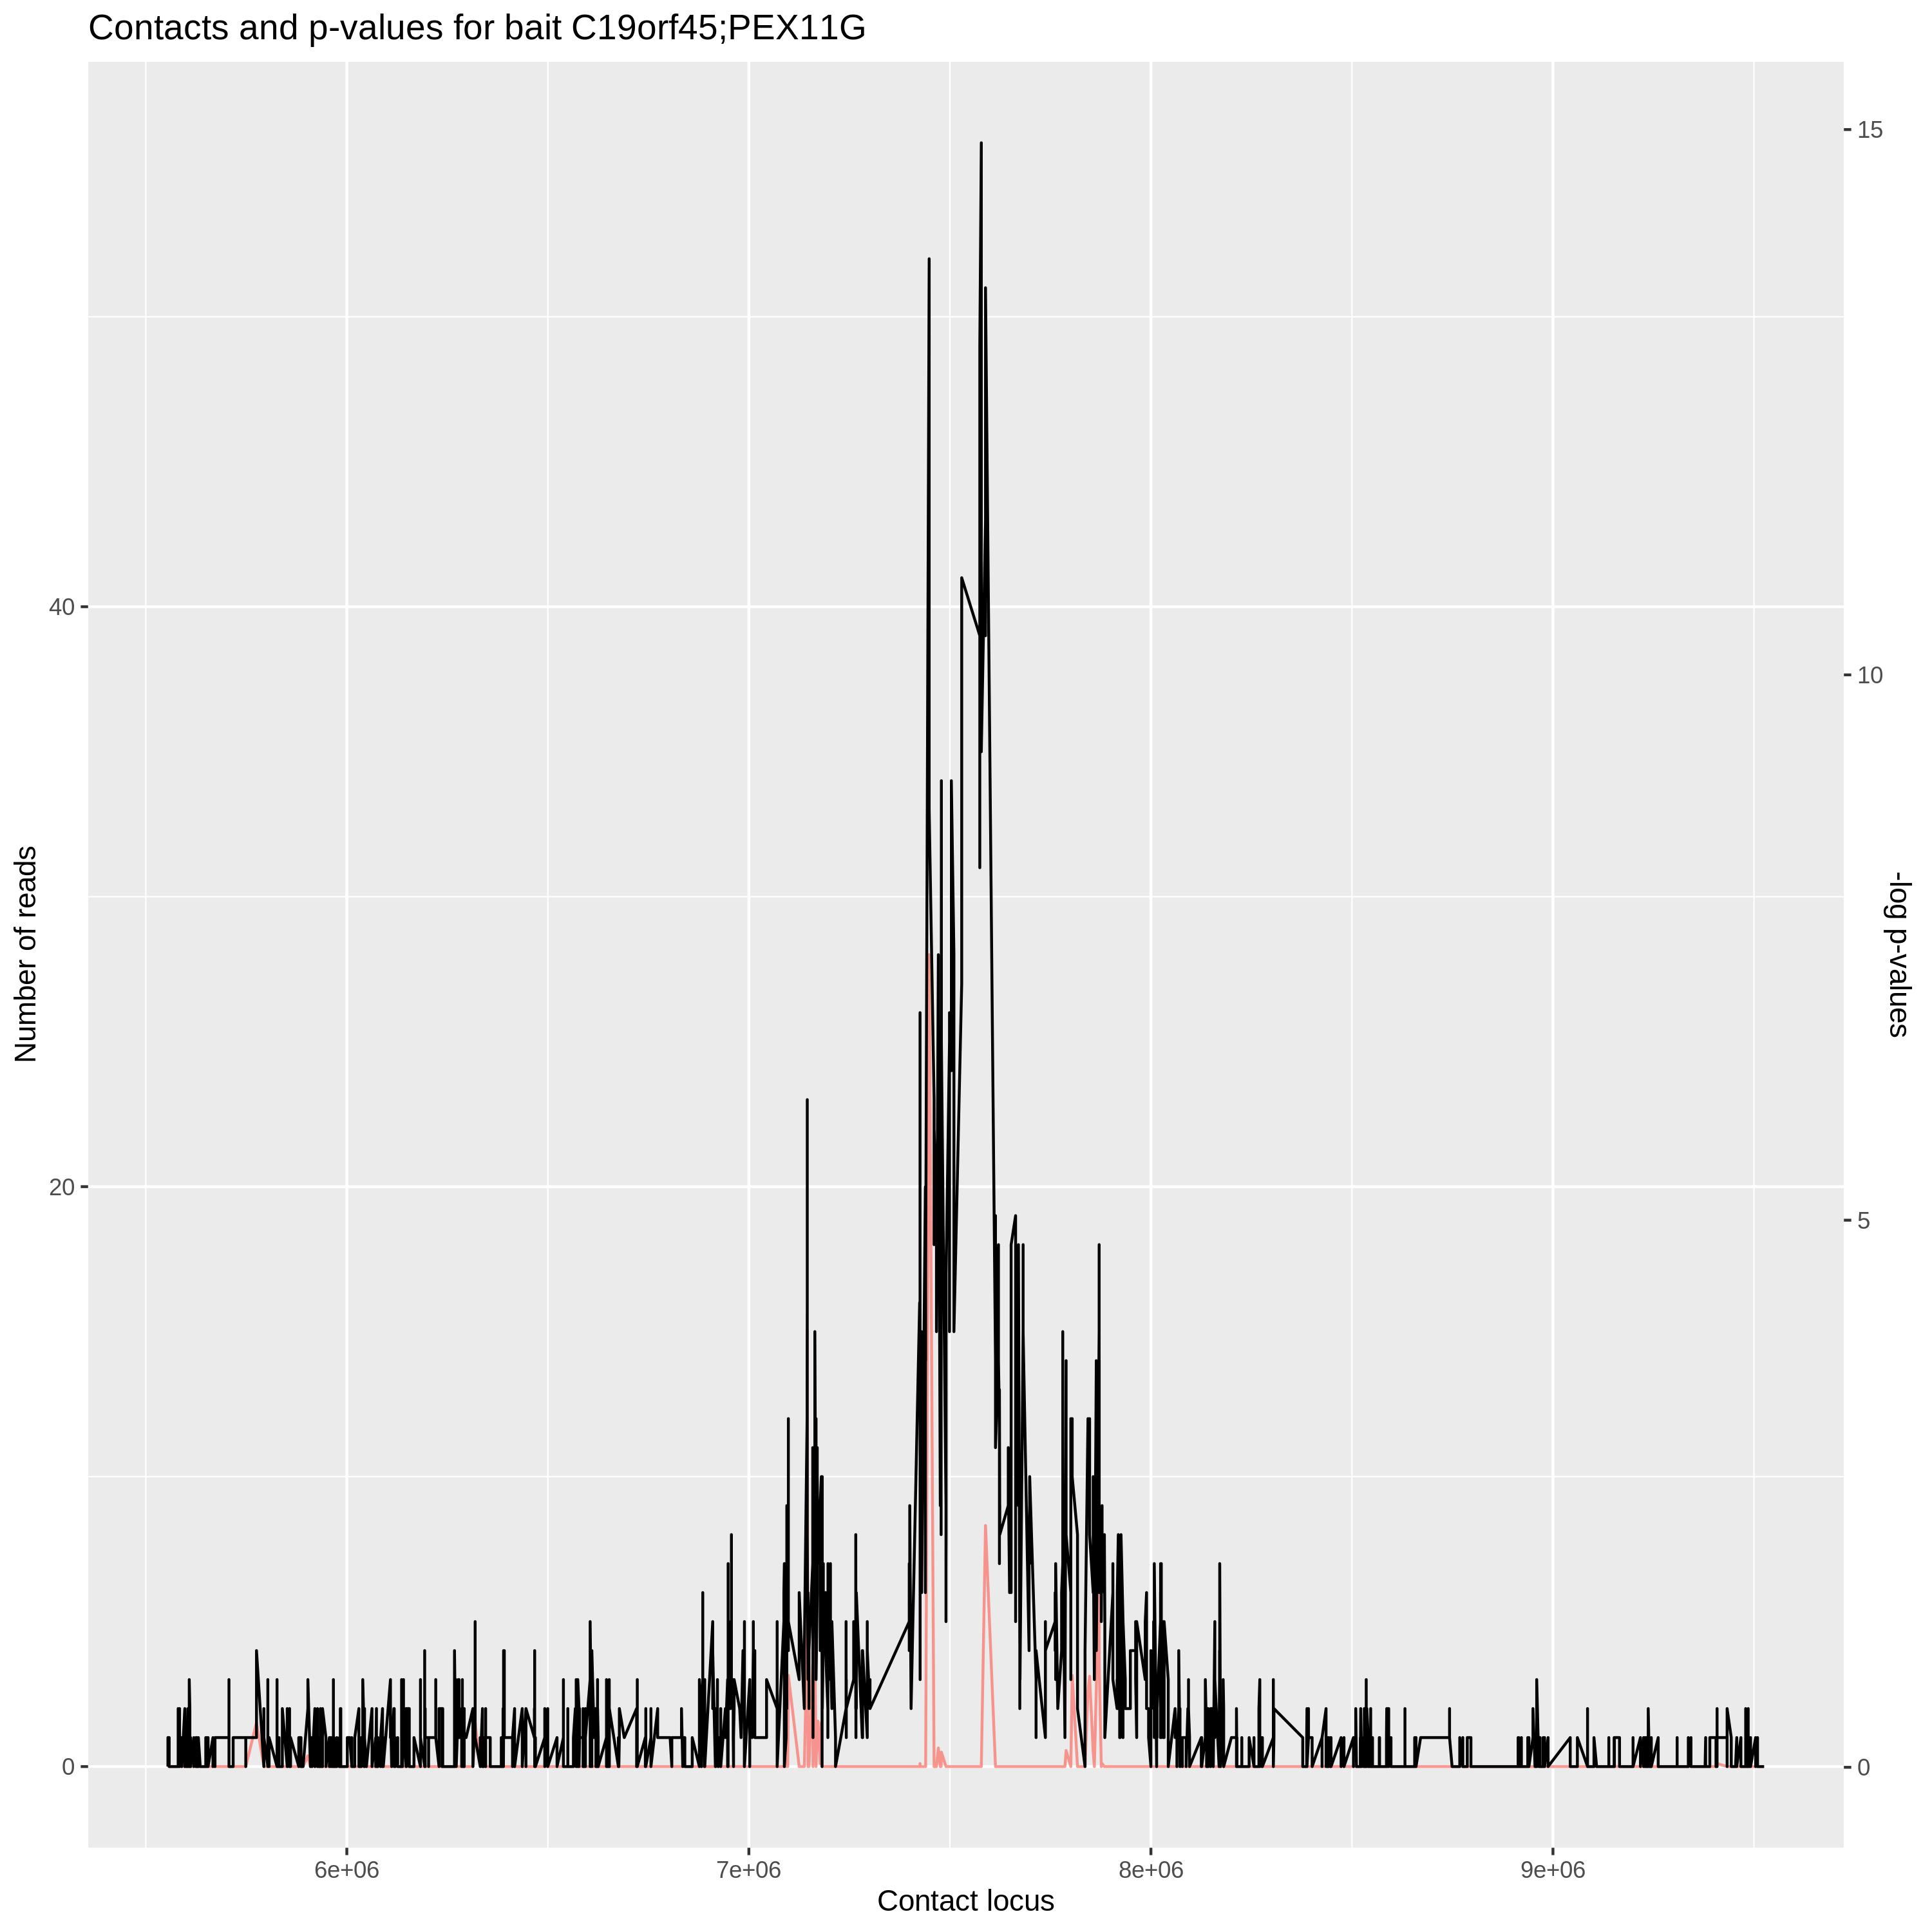 Contacts and p-values for bait C19orf45;PEX11G
Number of reads
0
20
40
-log p-values
0
5
10
15
6e+06
7e+06
8e+06
9e+06
Contact locus